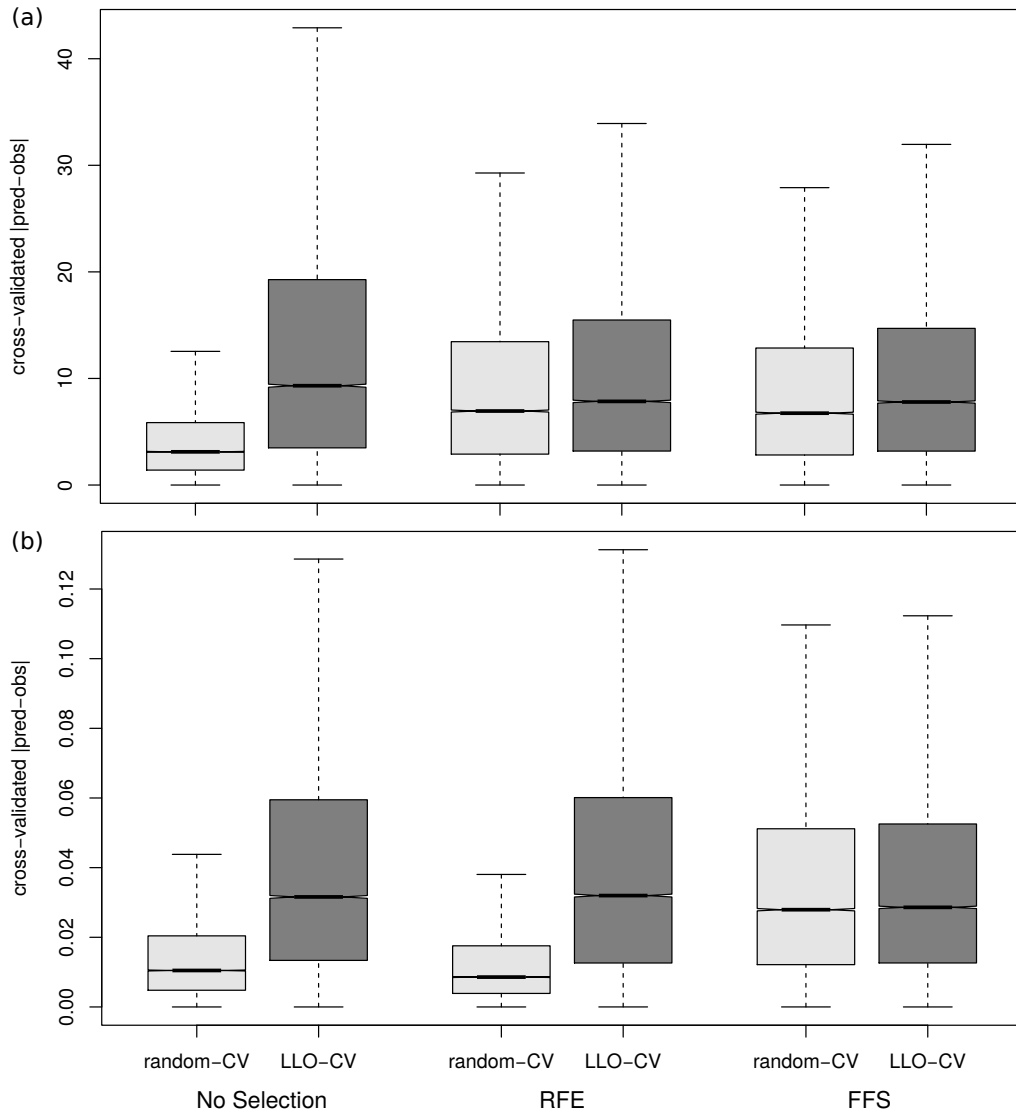 (a)
cross-validated |pred-obs|
40
30
20
10
0
(b)
cross-validated |pred-obs|
0.12
0.10
0.08
0.06
0.04
0.02
0.00
random−CV LLO−CV random−CV LLO−CV random−CV LLO−CV
No Selection RFE FFS